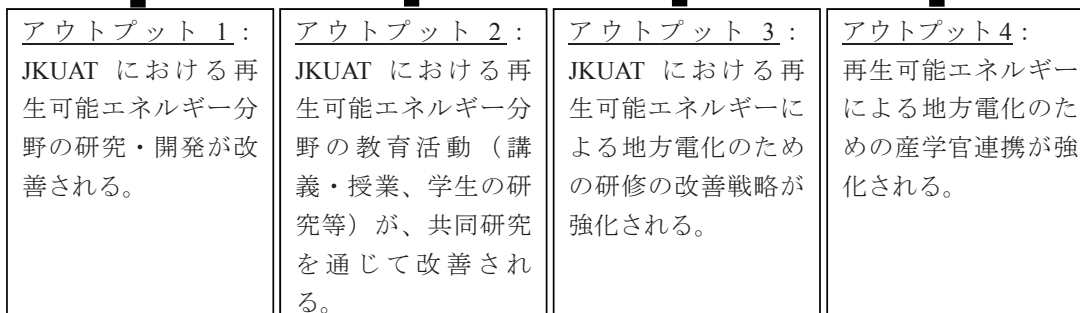 アウトプット 1：
JKUAT における再
生可能エネルギー分
野の研究・開発が改
善される。
アウトプット 2：
JKUAT における再
生可能エネルギー分
野の教育活動（講
義・授業、学生の研
究等）が、共同研究
を通じて改善され
る。
アウトプット 3：
JKUAT における再
生可能エネルギーに
よる地方電化のため
の研修の改善戦略が
強化される。
アウトプット 4：
再生可能エネルギー
による地方電化のた
めの産学官連携が強
化される。